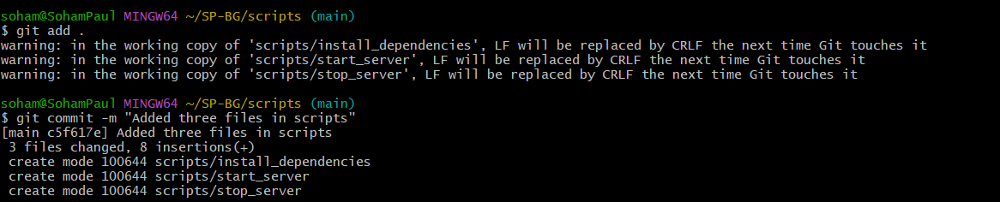 soham@SohamPaul MINGW64 ~/SP-BG/scripts (main)
$ git add .
warning: in the working copy of 'scripts/install_dependencies', LF will be replaced by CRLF the next time Git touches it
warning: in the working copy of 'scripts/start_server', LF will be replaced by CRLF the next time Git touches it
warning: in the working copy of 'scripts/stop_server', LF will be replaced by CRLF the next time Git touches it
soham@SohamPaul MINGW64 ~/SP-BG/scripts (main)
$ git commit -m "Added three files in scripts"
[main c5f617e] Added three files in scripts
 3 files changed, 8 insertions(+)
 create mode 100644 scripts/install_dependencies
 create mode 100644 scripts/start_server
 create mode 100644 scripts/stop_server